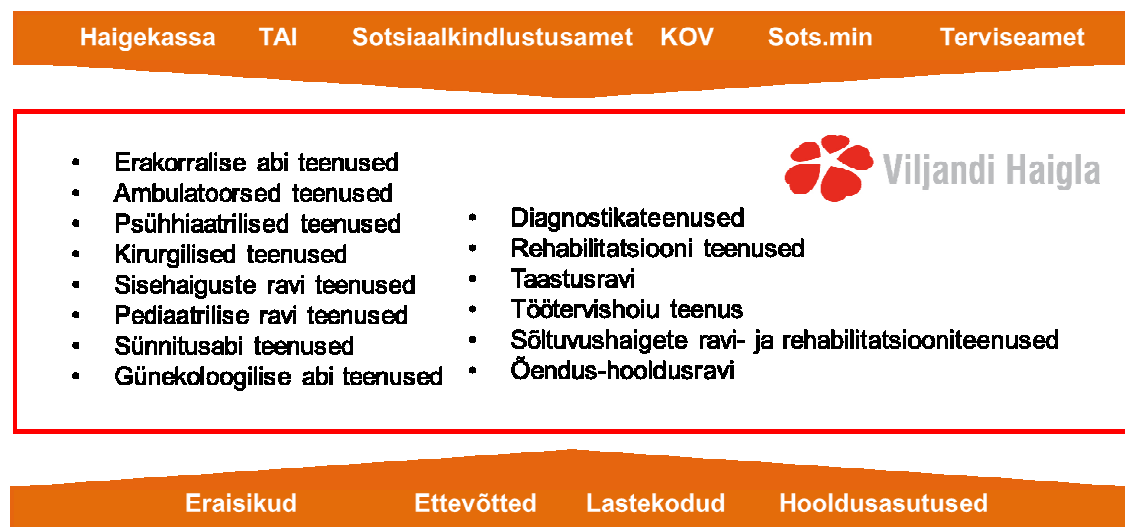 Haigekassa TAI Sotsiaalkindlustusamet KOV Sots.min Terviseamet
Viljandi Haigla
• Erakorralise abi teenused
• Ambulatoorsed teenused
• Psühhiaatrilised teenused
• Kirurgilised teenused
• Sisehaiguste ravi teenused
• Pediaatrilise ravi teenused
• Sünnitusabi teenused
• Günekoloogilise abi teenused
• Diagnostikateenused
• Rehabilitatsiooni teenused
• Taastusravi
• Töötervishoiu teenus
• Sõltuvushaigete ravi- ja rehabilitatsiooniteenused
• Õendus-hooldusravi
Eraisikud Ettevõtted Lastekodud Hooldusasutused